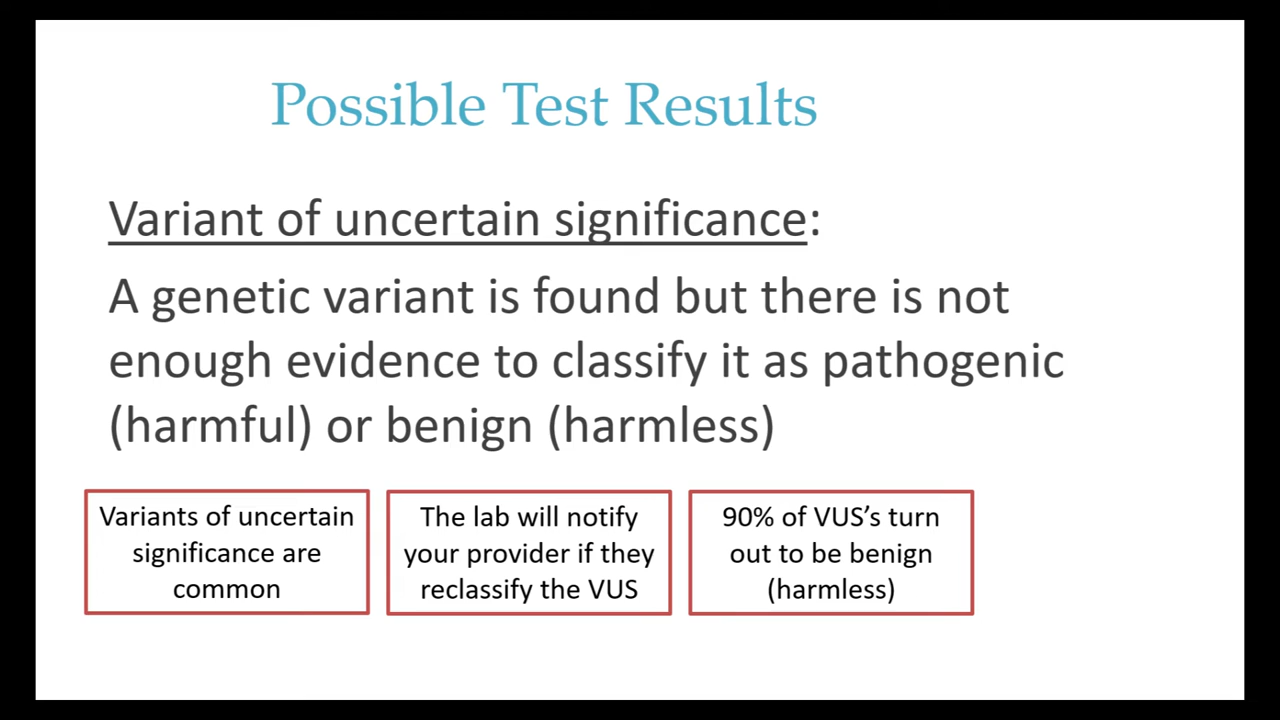 Possible Test Results
Variant of uncertain significance:
A genetic variant is found but there is not
enough evidence to classify it as pathogenic
(harmful) or benign (harmless)
Variants of uncertain
significance are
common
The lab will notify
your provider if they
reclassify the VUS
90% of VUS’s turn
out to be benign
(harmless)